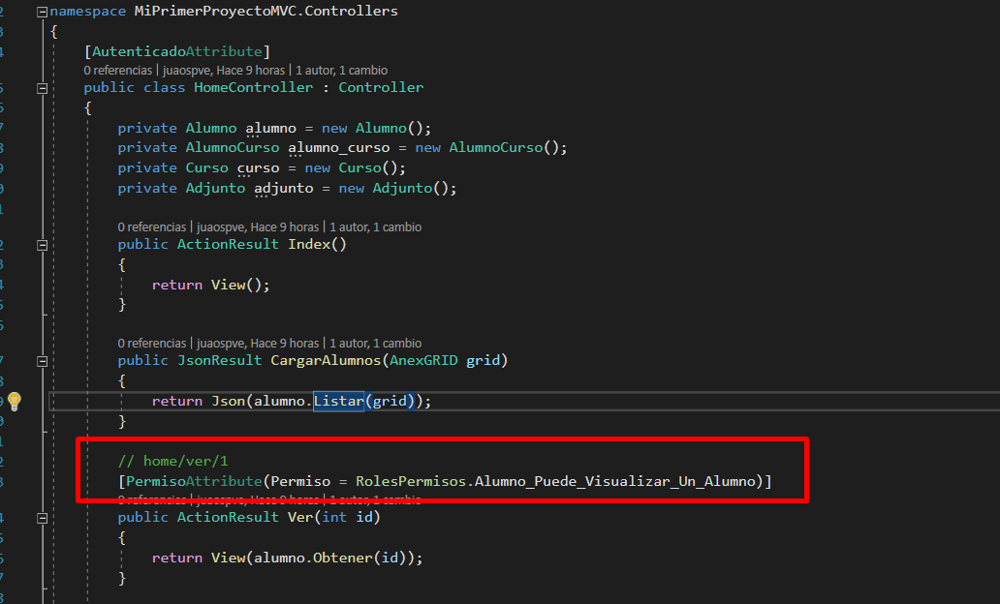 namespace MiPrimerProyectoMVC.Controllers
{
[AutenticadoAttribute]
0 referencias | juaospve, Hace 9 horas | 1 autor, 1 cambio
public class HomeController : Controller
{
private Alumno alumno = new Alumno();
private AlumnoCurso alumno_curso = new AlumnoCurso();
private Curso curso = new Curso();
private Adjunto adjunto = new Adjunto();
0 referencias | juaospve, Hace 9 horas | 1 autor, 1 cambio
public ActionResult Index()
{
return View();
}
0 referencias | juaospve, Hace 9 horas | 1 autor, 1 cambio
public JsonResult CargarAlumnos(AnexGRID grid)
{
return Json(alumno.Listar(grid));
}
// home/ver/1
[PermisoAttribute(Permiso = RolesPermisos.Alumno_Puede_Visualizar_Un_Alumno)]
0 referencias | juaospve, Hace 9 horas | 1 autor, 1 cambio
public ActionResult Ver(int id)
{
return View(alumno.Obtener(id));
}